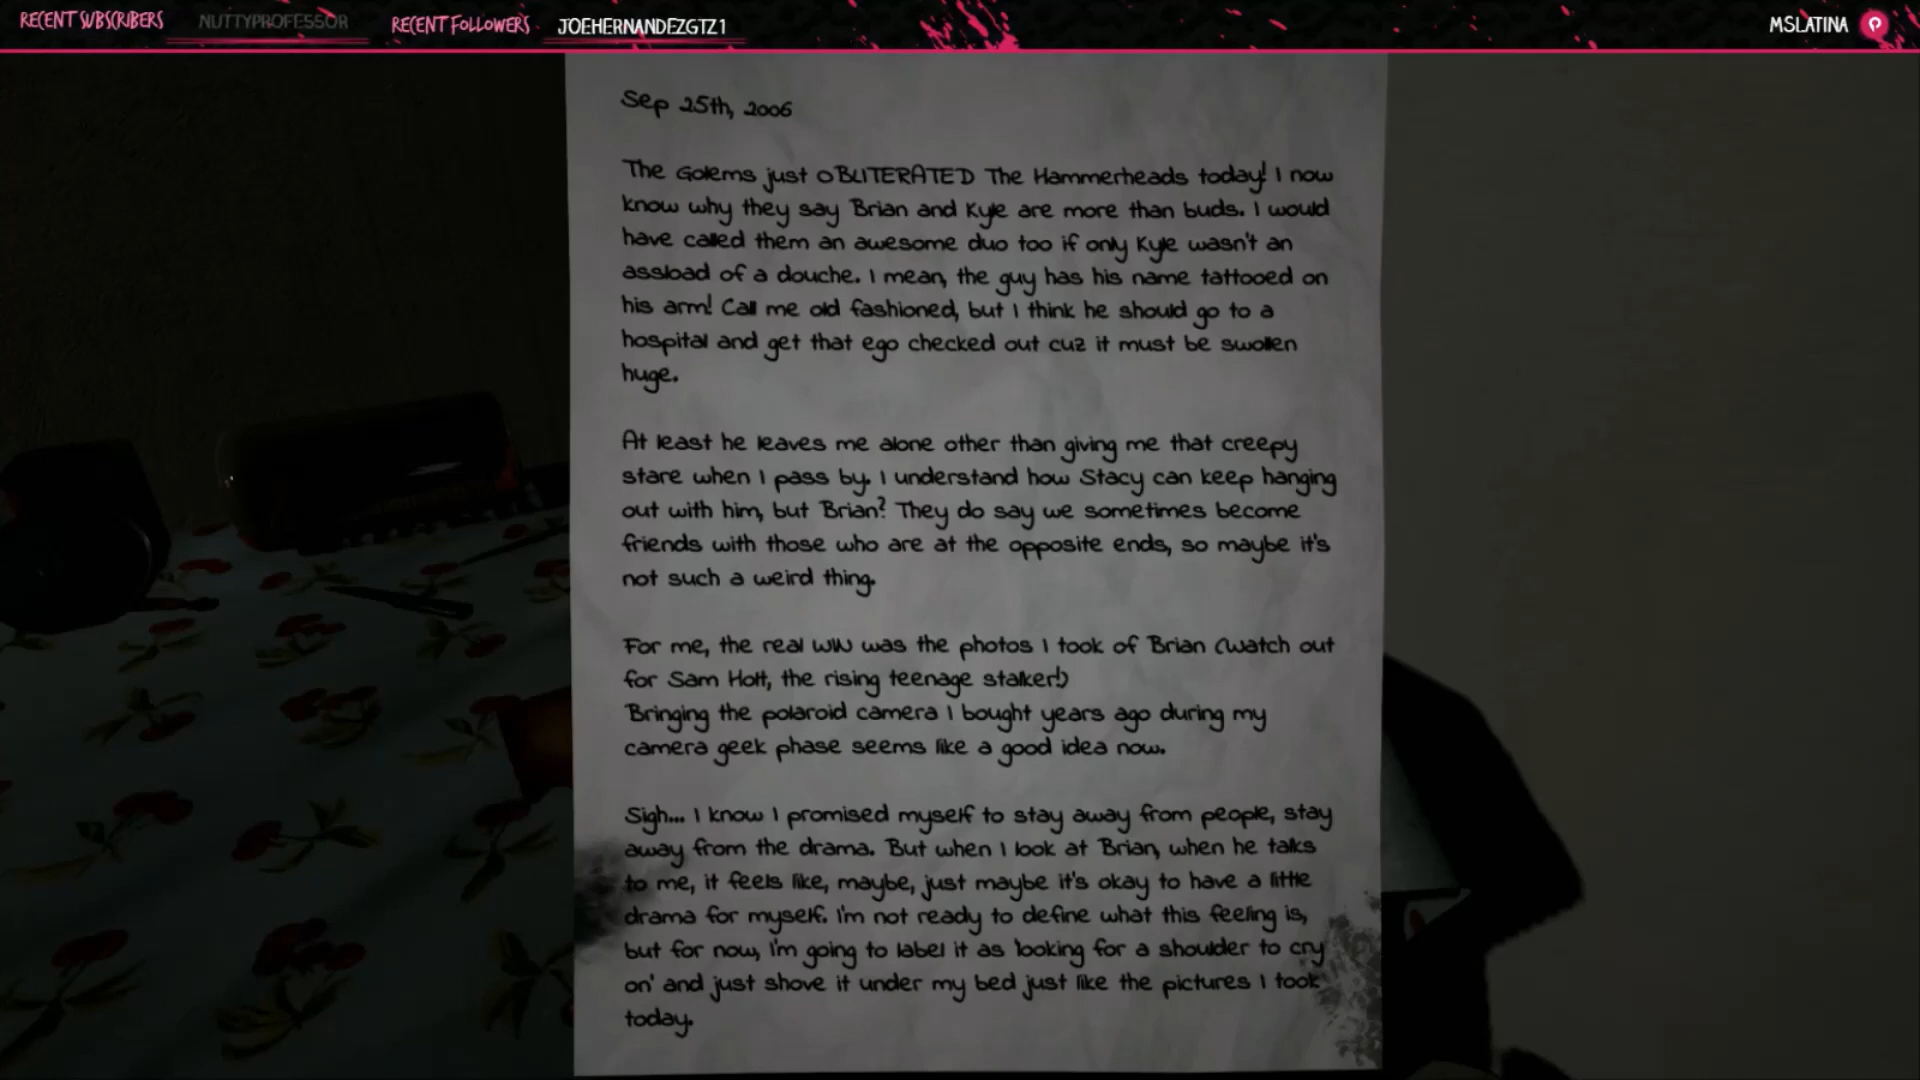 RECENT SUBSCRIBERS NUTTYPROFESSOR RECENT FOLLOWERS JOEHERNANDEZGTZ1 MSLATINA
Sep 25th, 2006
The Golems just OBLITERATED The Hammerheads today! I now
know why they say Brian and Kyle are more than buds. I would
have called them an awesome duo too if only Kyle wasn't an
assload of a douche. I mean, the guy has his name tattooed on
his arm! Call me old fashioned, but I think he should go to a
hospital and get that ego checked out cuz it must be swollen
huge.
At least he leaves me alone other than giving me that creepy
stare when I pass by. I understand how Stacy can keep hanging
out with him, but Brian? They do say we sometimes become
friends with those who are at the opposite ends, so maybe it's
not such a weird thing.
For me, the real WIN was the photos I took of Brian (Watch out
for Sam Holt, the rising teenage stalker!)
Bringing the polaroid camera I bought years ago during my
camera geek phase seems like a good idea now.
Sigh... I know I promised myself to stay away from people, stay
away from the drama. But when I look at Brian, when he talks
to me, it feels like, maybe, just maybe it's okay to have a little
drama for myself. I'm not ready to define what this feeling is,
but for now, I'm going to label it as 'looking for a shoulder to cry
on' and just shove it under my bed just like the pictures I took
today.